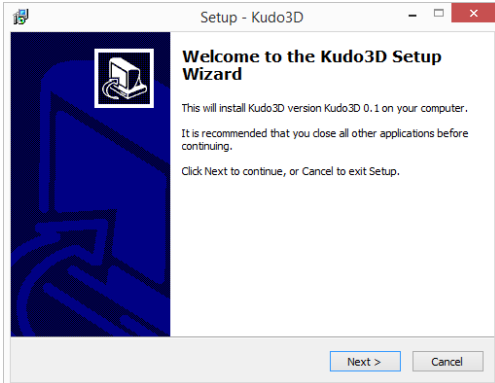 Setup - Kudo3D
Welcome to the Kudo3D Setup
Wizard
This will install Kudo3D version Kudo3D 0.1 on your computer.
It is recommended that you close all other applications before
continuing.
Click Next to continue, or Cancel to exit Setup.
Next > Cancel